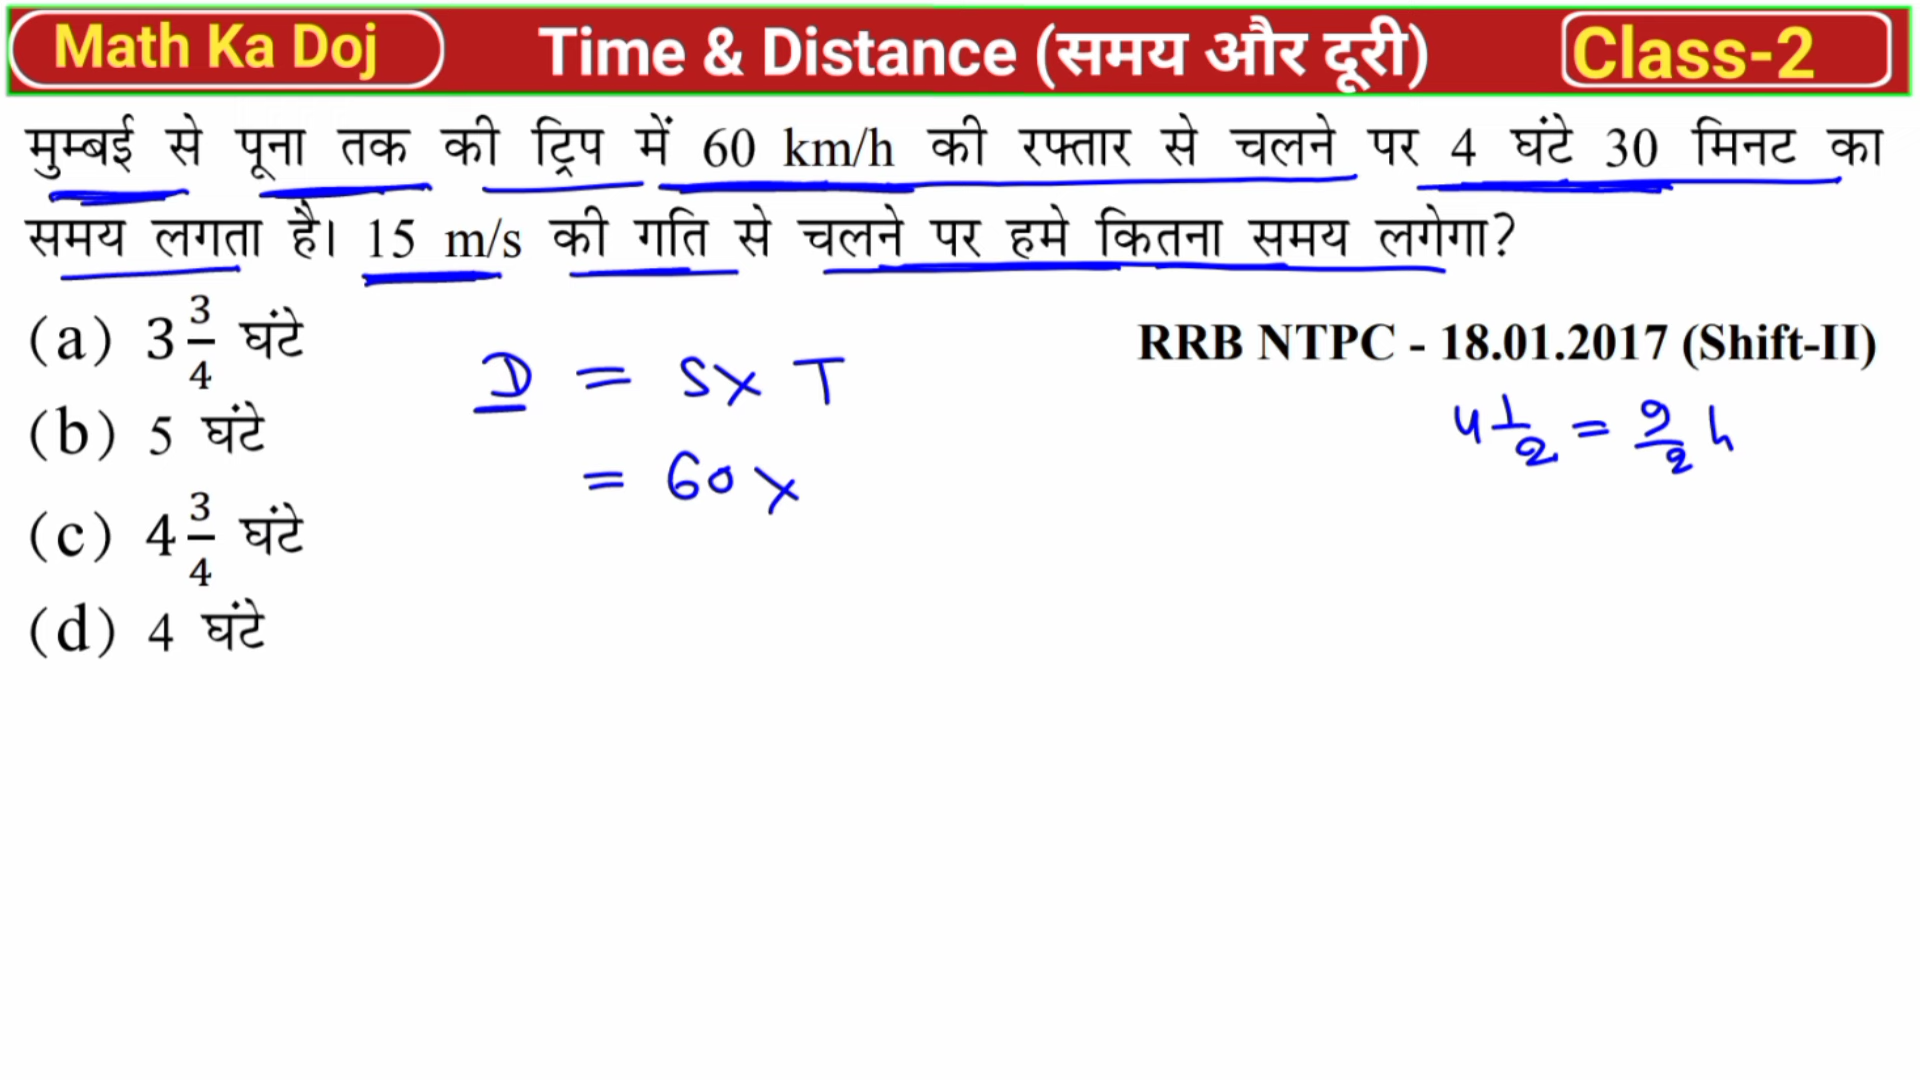 Math Ka Doj Time & Distance (समय और दूरी) Class-2
मुम्बई से पूना तक की ट्रिप में 60 km/h की रफ्तार से चलने पर 4 घंटे 30 मिनट का
समय लगता है। 15 m/s की गति से चलने पर हमे कितना समय लगेगा?
(a) 3 3/4 घंटे
RRB NTPC - 18.01.2017 (Shift-II)
(b) 5 घंटे
(c) 4 3/4 घंटे
(d) 4 घंटे
D = S × T
= 60 ×
4 1/2 = 9/2 h